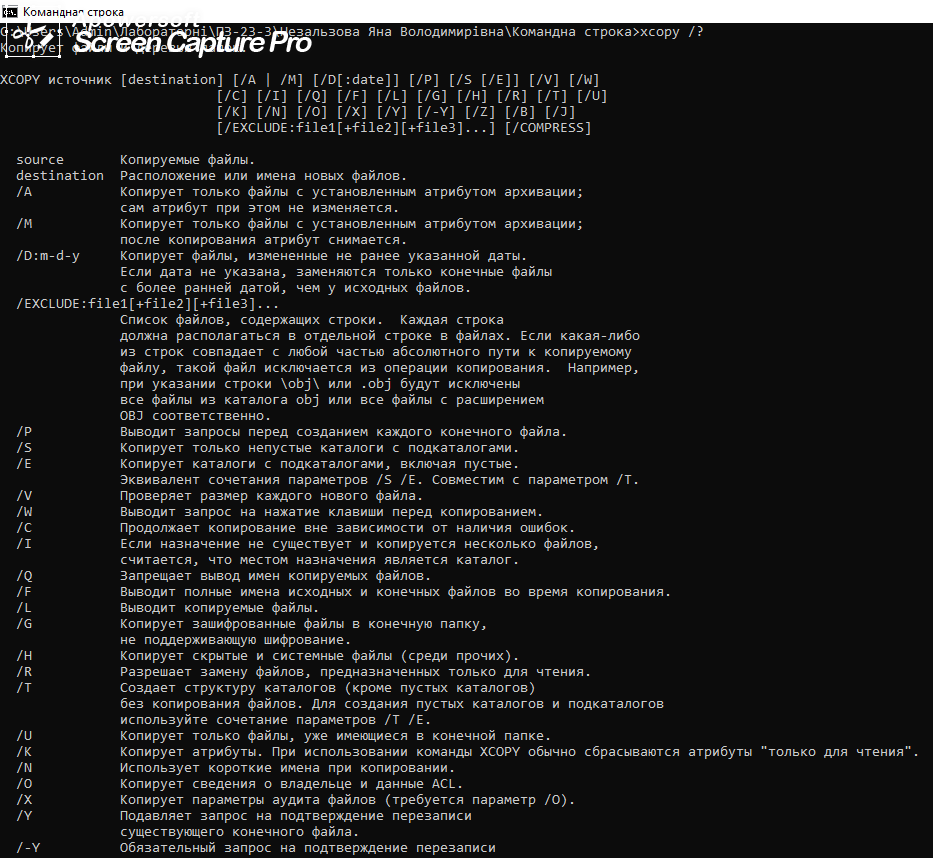 Командная строка
Apowersoft
Screen Capture Pro
C:\Users\Admin\Лабораторні\ПЗ-23-3\Незальзова Яна Володимирівна\Командна строка>xcopy /?
Копирует файлы и деревья
XCOPY источник [destination] [/A | /M] [/D[:date]] [/P] [/S [/E]] [/V] [/W]
[/C] [/I] [/Q] [/F] [/L] [/G] [/H] [/R] [/T] [/U]
[/K] [/N] [/O] [/X] [/Y] [/-Y] [/Z] [/B] [/J]
[/EXCLUDE:file1[+file2][+file3]...] [/COMPRESS]
source Копируемые файлы.
destination Расположение или имена новых файлов.
/A Копирует только файлы с установленным атрибутом архивации;
сам атрибут при этом не изменяется.
/M Копирует только файлы с установленным атрибутом архивации;
после копирования атрибут снимается.
/D:m-d-y Копирует файлы, измененные не ранее указанной даты.
Если дата не указана, заменяются только конечные файлы
с более ранней датой, чем у исходных файлов.
/EXCLUDE:file1[+file2][+file3]...
Список файлов, содержащих строки. Каждая строка
должна располагаться в отдельной строке в файлах. Если какая-либо
из строк совпадает с любой частью абсолютного пути к копируемому
файлу, такой файл исключается из операции копирования. Например,
при указании строки \obj\ или .obj будут исключены
все файлы из каталога obj или все файлы с расширением
OBJ соответственно.
/P Выводит запросы перед созданием каждого конечного файла.
/S Копирует только непустые каталоги с подкаталогами.
/E Копирует каталоги с подкаталогами, включая пустые.
Эквивалент сочетания параметров /S /E. Совместим с параметром /T.
/V Проверяет размер каждого нового файла.
/W Выводит запрос на нажатие клавиши перед копированием.
/C Продолжает копирование вне зависимости от наличия ошибок.
/I Если назначение не существует и копируется несколько файлов,
считается, что местом назначения является каталог.
/Q Запрещает вывод имен копируемых файлов.
/F Выводит полные имена исходных и конечных файлов во время копирования.
/L Выводит копируемые файлы.
/G Копирует зашифрованные файлы в конечную папку,
не поддерживающую шифрование.
/H Копирует скрытые и системные файлы (среди прочих).
/R Разрешает замену файлов, предназначенных только для чтения.
/T Создает структуру каталогов (кроме пустых каталогов)
без копирования файлов. Для создания пустых каталогов и подкаталогов
используйте сочетание параметров /T /E.
/U Копирует только файлы, уже имеющиеся в конечной папке.
/K Копирует атрибуты. При использовании команды XCOPY обычно сбрасываются атрибуты "только для чтения".
/N Использует короткие имена при копировании.
/O Копирует сведения о владельце и данные ACL.
/X Копирует параметры аудита файлов (требуется параметр /O).
/Y Подавляет запрос на подтверждение перезаписи
существующего конечного файла.
/-Y Обязательный запрос на подтверждение перезаписи